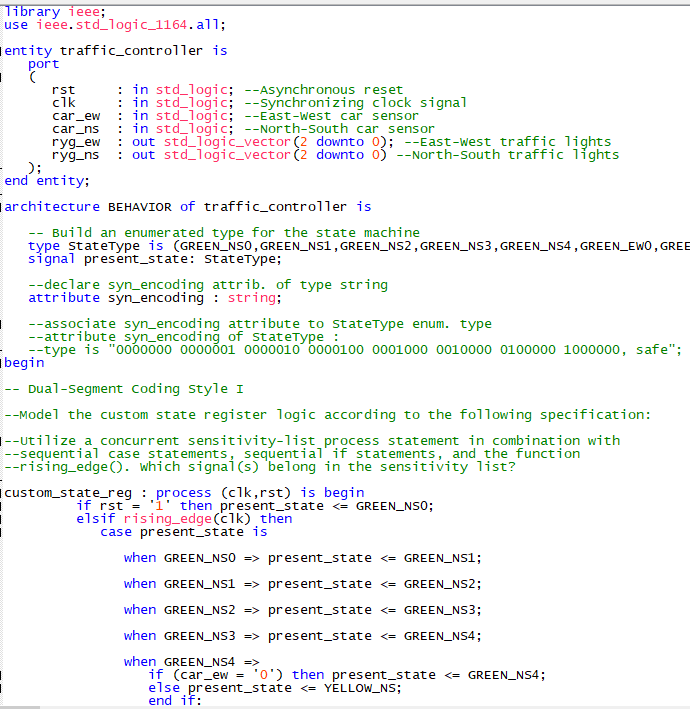 library ieee;
use ieee.std_logic_1164.all;
entity traffic_controller is
port
(
rst : in std_logic; --Asynchronous reset
clk : in std_logic; --Synchronizing clock signal
car_ew : in std_logic; --East-West car sensor
car_ns : in std_logic; --North-South car sensor
ryg_ew : out std_logic_vector(2 downto 0); --East-West traffic lights
ryg_ns : out std_logic_vector(2 downto 0) --North-South traffic lights
);
end entity;
architecture BEHAVIOR of traffic_controller is
-- Build an enumerated type for the state machine
type StateType is (GREEN_NS0,GREEN_NS1,GREEN_NS2,GREEN_NS3,GREEN_NS4,GREEN_EW0,GREE
signal present_state: StateType;
--declare syn_encoding attrib. of type string
attribute syn_encoding : string;
--associate syn_encoding attribute to StateType enum. type
--attribute syn_encoding of StateType :
--type is "0000000 0000001 0000010 0000100 0001000 0010000 0100000 1000000, safe";
begin
-- Dual-Segment Coding Style I
--Model the custom state register logic according to the following specification:
--Utilize a concurrent sensitivity-list process statement in combination with
--sequential case statements, sequential if statements, and the function
--rising_edge(). Which signal(s) belong in the sensitivity list?
custom_state_reg : process (clk,rst) is begin
if rst = '1' then present_state <= GREEN_NS0;
elsif rising_edge(clk) then
case present_state is
when GREEN_NS0 => present_state <= GREEN_NS1;
when GREEN_NS1 => present_state <= GREEN_NS2;
when GREEN_NS2 => present_state <= GREEN_NS3;
when GREEN_NS3 => present_state <= GREEN_NS4;
when GREEN_NS4 =>
if (car_ew = '0') then present_state <= GREEN_NS4;
else present_state <= YELLOW_NS;
end if;